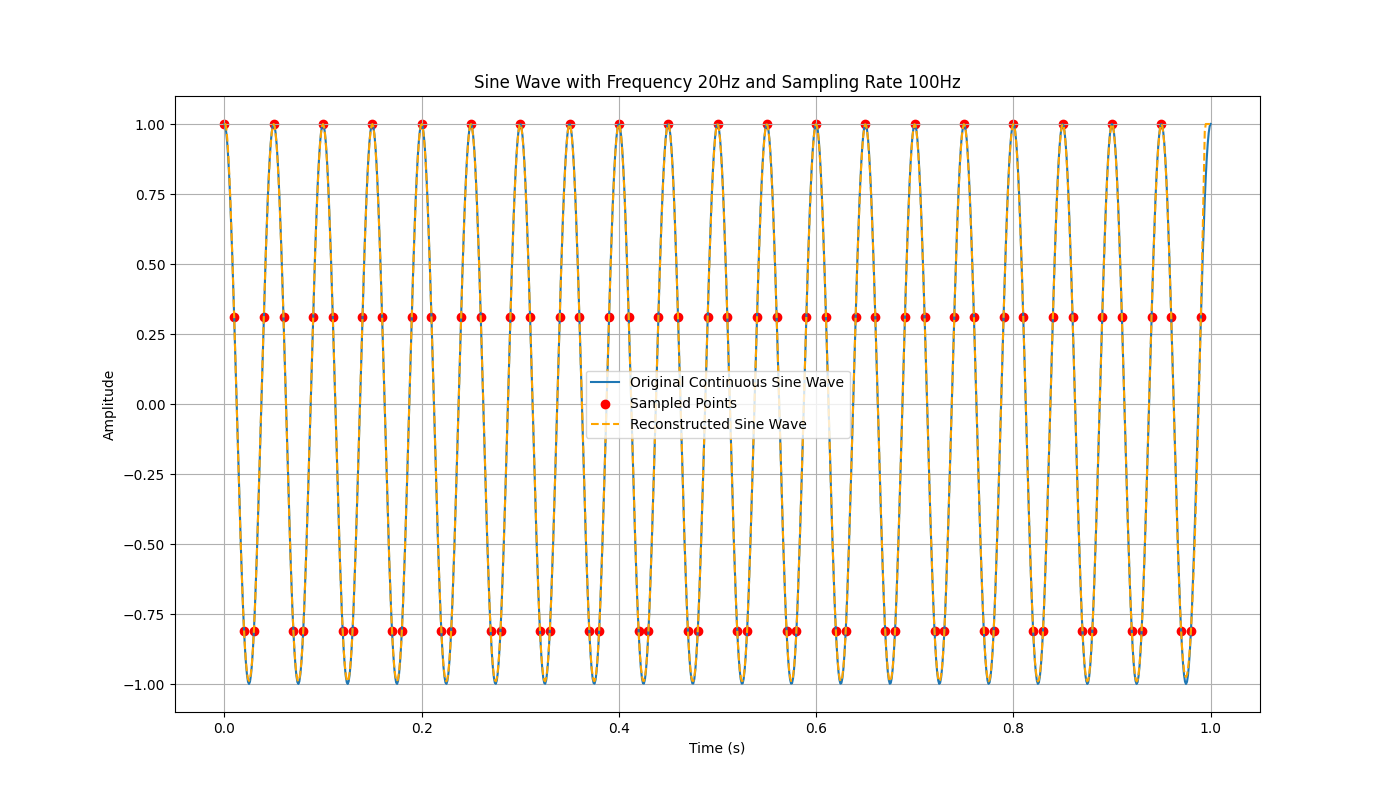 Sine Wave with Frequency 20Hz and Sampling Rate 100Hz
1.00
0.75
0.50
0.25
0.00
−0.25
−0.50
−0.75
−1.00
Amplitude
Original Continuous Sine Wave
Sampled Points
Reconstructed Sine Wave
0.0 0.2 0.4 0.6 0.8 1.0
Time (s)